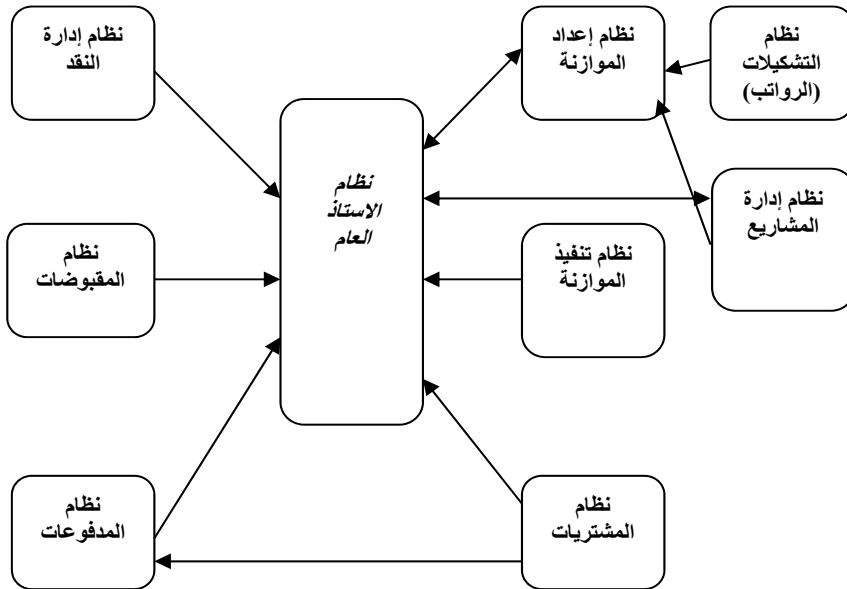 نظام
التشكيلات
(الرواتب)
نظام إعداد
الموازنة
نظام إدارة
النقد
نظام إدارة
المشاريع
نظام
الاستاذ
العام
نظام تنفيذ
الموازنة
نظام
المقبوضات
نظام
المشتريات
نظام
المدفوعات